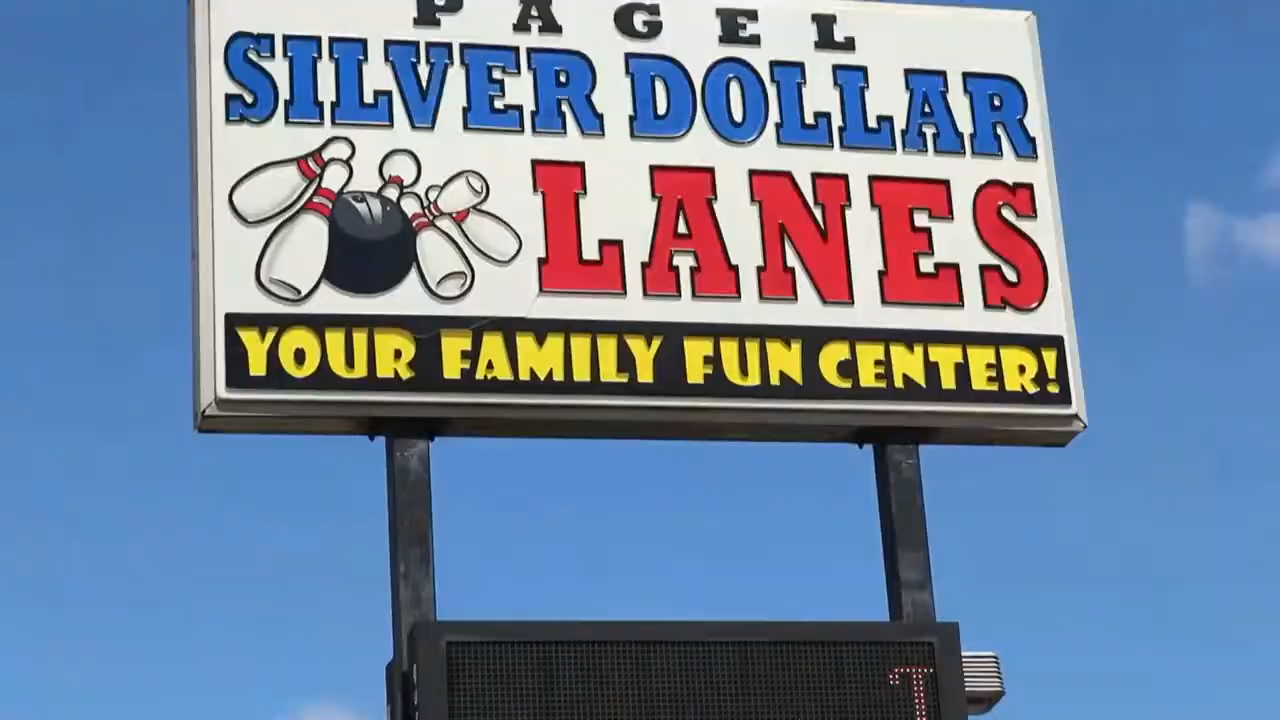 PAGEL
SILVER DOLLAR
LANES
YOUR FAMILY FUN CENTER!
T